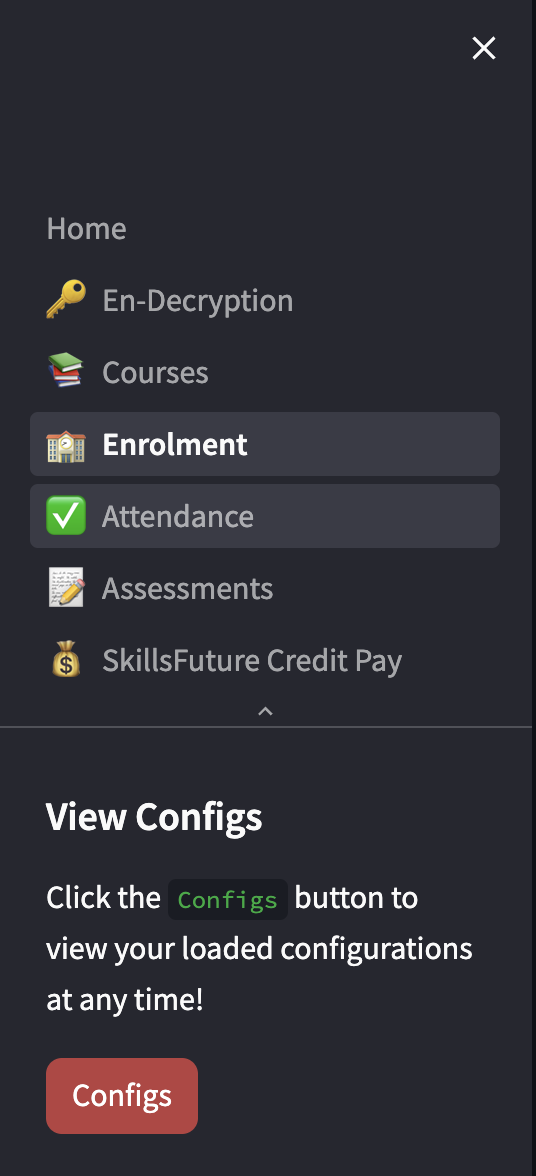 Home
En-Decryption
Courses
Enrolment
Attendance
Assessments
SkillsFuture Credit Pay
View Configs
Click the Configs button to
view your loaded configurations
at any time!
Configs